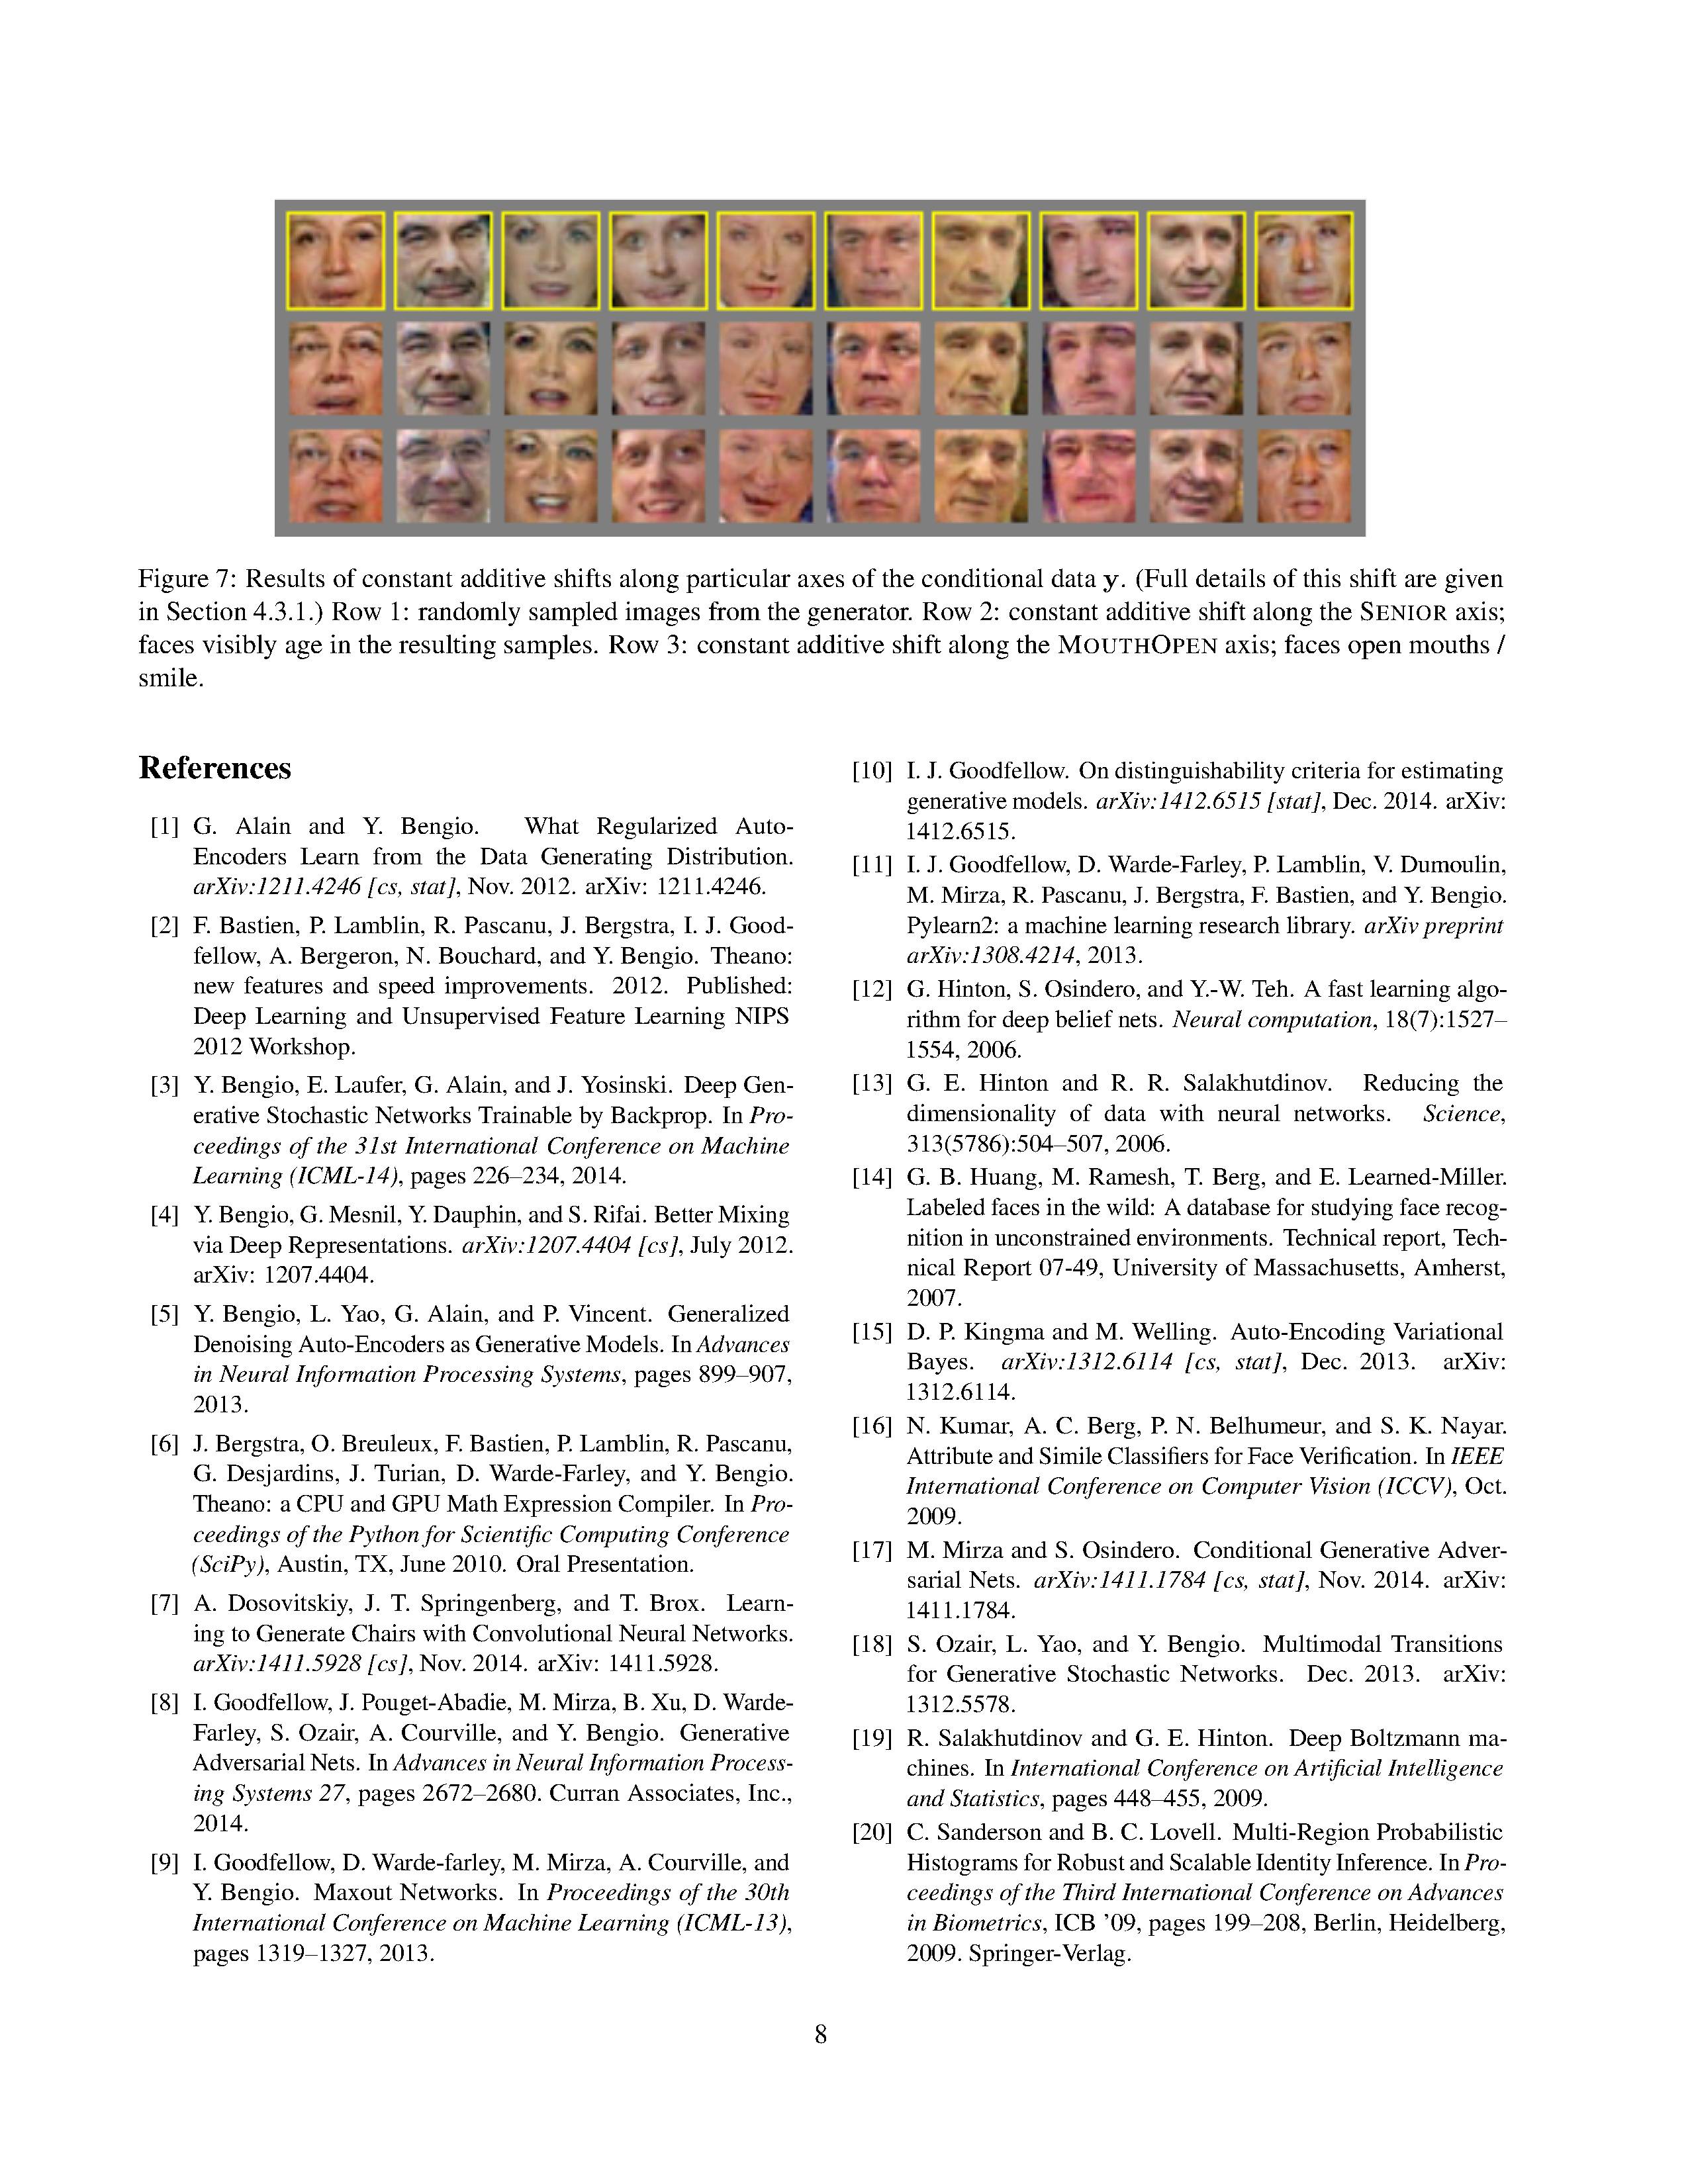 Figure 7: Results of constant additive shifts along particular axes of the conditional data y. (Full details of this shift are given
in Section 4.3.1.) Row 1: randomly sampled images from the generator. Row 2: constant additive shift along the SENIOR axis;
faces visibly age in the resulting samples. Row 3: constant additive shift along the MOUTHOPEN axis; faces open mouths /
smile.
References
[1] G. Alain and Y. Bengio. What Regularized Auto-
Encoders Learn from the Data Generating Distribution.
arXiv:1211.4246 [cs, stat], Nov. 2012. arXiv: 1211.4246.
[2] F. Bastien, P. Lamblin, R. Pascanu, J. Bergstra, I. J. Good-
fellow, A. Bergeron, N. Bouchard, and Y. Bengio. Theano:
new features and speed improvements. 2012. Published:
Deep Learning and Unsupervised Feature Learning NIPS
2012 Workshop.
[3] Y. Bengio, E. Laufer, G. Alain, and J. Yosinski. Deep Gen-
erative Stochastic Networks Trainable by Backprop. In Pro-
ceedings of the 31st International Conference on Machine
Learning (ICML-14), pages 226–234, 2014.
[4] Y. Bengio, G. Mesnil, Y. Dauphin, and S. Rifai. Better Mixing
via Deep Representations. arXiv:1207.4404 [cs], July 2012.
arXiv: 1207.4404.
[5] Y. Bengio, L. Yao, G. Alain, and P. Vincent. Generalized
Denoising Auto-Encoders as Generative Models. In Advances
in Neural Information Processing Systems, pages 899–907,
2013.
[6] J. Bergstra, O. Breuleux, F. Bastien, P. Lamblin, R. Pascanu,
G. Desjardins, J. Turian, D. Warde-Farley, and Y. Bengio.
Theano: a CPU and GPU Math Expression Compiler. In Pro-
ceedings of the Python for Scientific Computing Conference
(SciPy), Austin, TX, June 2010. Oral Presentation.
[7] A. Dosovitskiy, J. T. Springenberg, and T. Brox. Learn-
ing to Generate Chairs with Convolutional Neural Networks.
arXiv:1411.5928 [cs], Nov. 2014. arXiv: 1411.5928.
[8] I. Goodfellow, J. Pouget-Abadie, M. Mirza, B. Xu, D. Warde-
Farley, S. Ozair, A. Courville, and Y. Bengio. Generative
Adversarial Nets. In Advances in Neural Information Process-
ing Systems 27, pages 2672–2680. Curran Associates, Inc.,
2014.
[9] I. Goodfellow, D. Warde-farley, M. Mirza, A. Courville, and
Y. Bengio. Maxout Networks. In Proceedings of the 30th
International Conference on Machine Learning (ICML-13),
pages 1319–1327, 2013.
[10] I. J. Goodfellow. On distinguishability criteria for estimating
generative models. arXiv:1412.6515 [stat], Dec. 2014. arXiv:
1412.6515.
[11] I. J. Goodfellow, D. Warde-Farley, P. Lamblin, V. Dumoulin,
M. Mirza, R. Pascanu, J. Bergstra, F. Bastien, and Y. Bengio.
Pylearn2: a machine learning research library. arXiv preprint
arXiv:1308.4214, 2013.
[12] G. Hinton, S. Osindero, and Y.-W. Teh. A fast learning algo-
rithm for deep belief nets. Neural computation, 18(7):1527–
1554, 2006.
[13] G. E. Hinton and R. R. Salakhutdinov. Reducing the
dimensionality of data with neural networks. Science,
313(5786):504–507, 2006.
[14] G. B. Huang, M. Ramesh, T. Berg, and E. Learned-Miller.
Labeled faces in the wild: A database for studying face recog-
nition in unconstrained environments. Technical report, Tech-
nical Report 07-49, University of Massachusetts, Amherst,
2007.
[15] D. P. Kingma and M. Welling. Auto-Encoding Variational
Bayes. arXiv:1312.6114 [cs, stat], Dec. 2013. arXiv:
1312.6114.
[16] N. Kumar, A. C. Berg, P. N. Belhumeur, and S. K. Nayar.
Attribute and Simile Classifiers for Face Verification. In IEEE
International Conference on Computer Vision (ICCV), Oct.
2009.
[17] M. Mirza and S. Osindero. Conditional Generative Adver-
sarial Nets. arXiv:1411.1784 [cs, stat], Nov. 2014. arXiv:
1411.1784.
[18] S. Ozair, L. Yao, and Y. Bengio. Multimodal Transitions
for Generative Stochastic Networks. Dec. 2013. arXiv:
1312.5578.
[19] R. Salakhutdinov and G. E. Hinton. Deep Boltzmann ma-
chines. In International Conference on Artificial Intelligence
and Statistics, pages 448–455, 2009.
[20] C. Sanderson and B. C. Lovell. Multi-Region Probabilistic
Histograms for Robust and Scalable Identity Inference. In Pro-
ceedings of the Third International Conference on Advances
in Biometrics, ICB ’09, pages 199–208, Berlin, Heidelberg,
2009. Springer-Verlag.
8